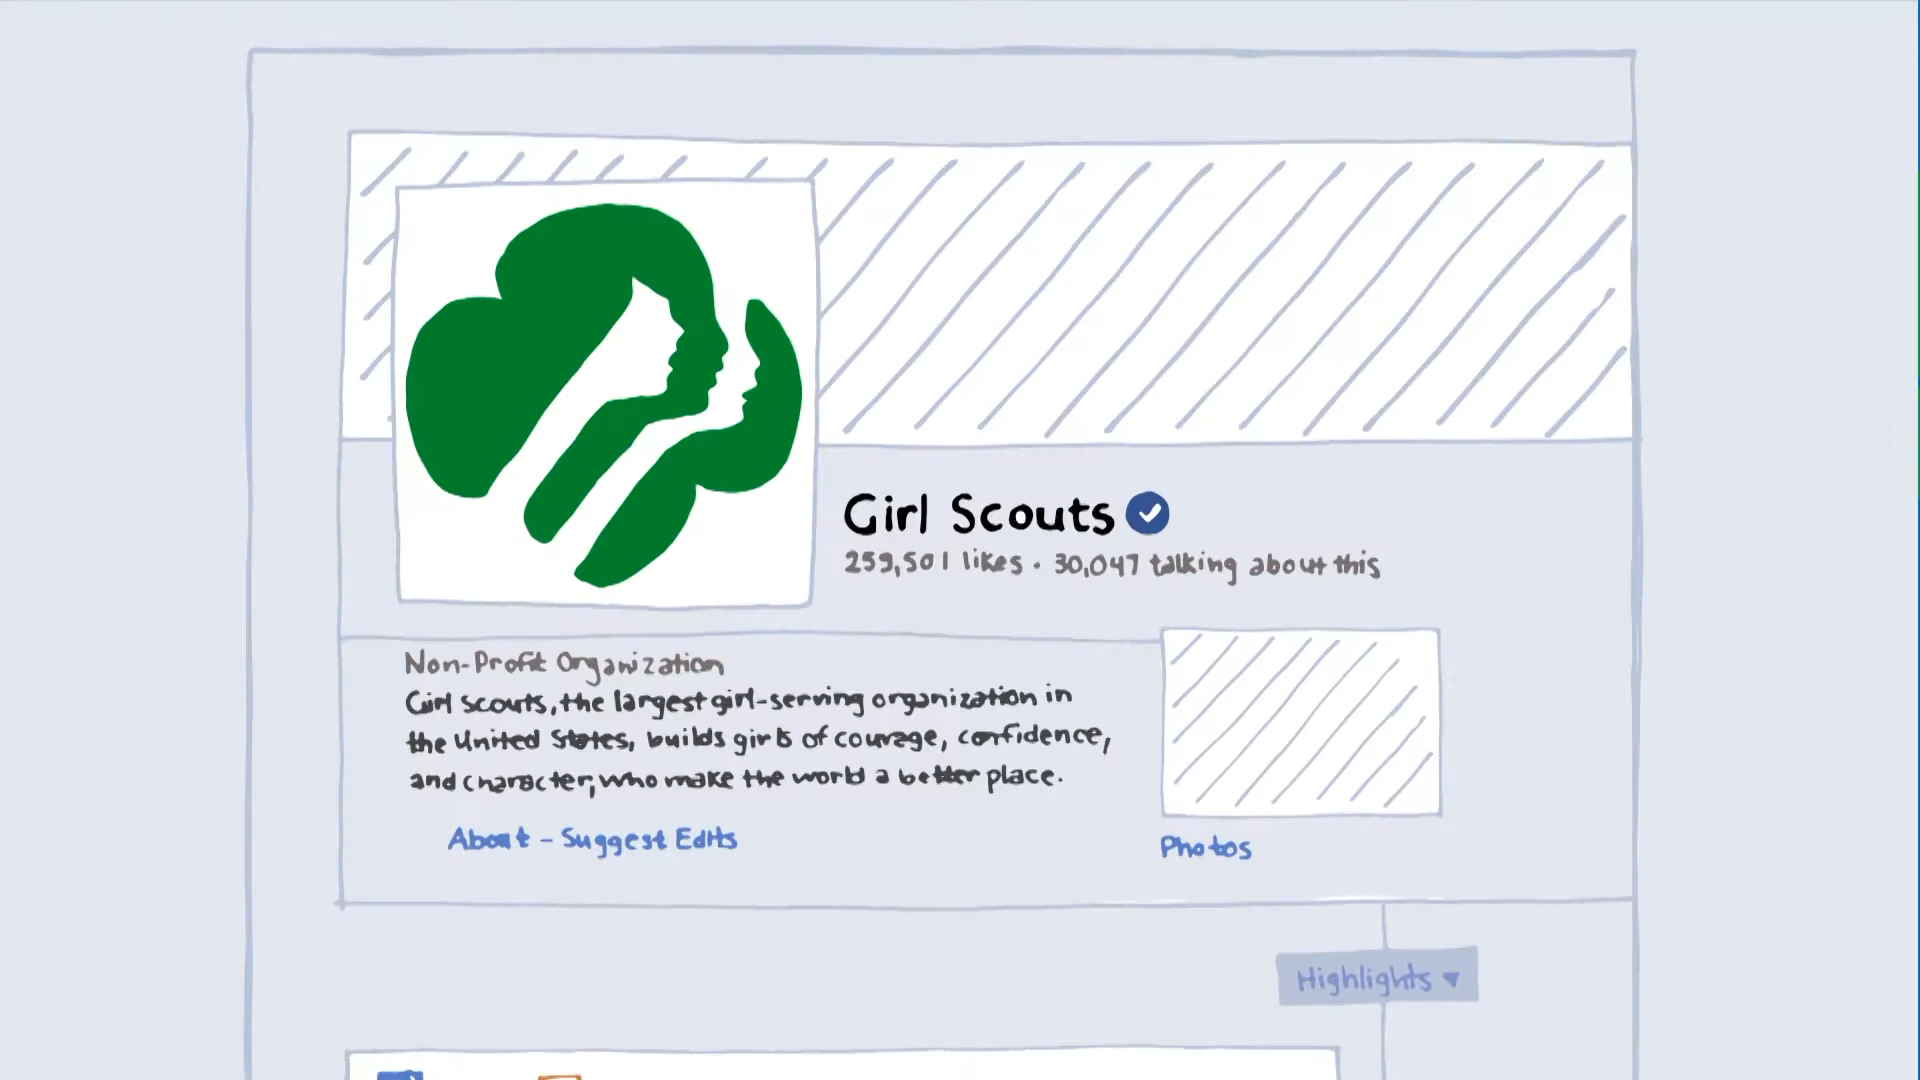 Girl Scouts
259,501 likes · 30,047 talking about this
Non-Profit Organization
Girl Scouts, the largest girl-serving organization in
the United States, builds girls of courage, confidence,
and character, who make the world a better place.
About - Suggest Edits
Photos
Highlights